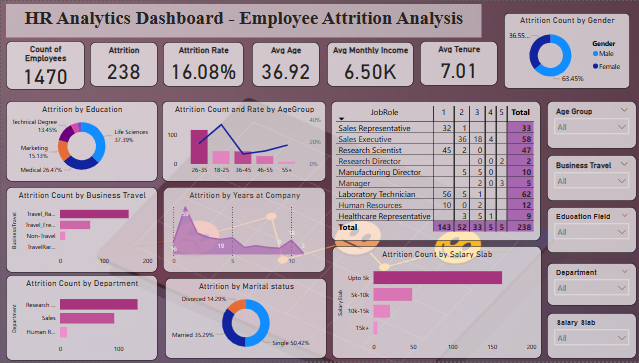 HR Analytics Dashboard - Employee Attrition Analysis
Count of Employees
1470
Attrition
238
Attrition Rate
16.08%
Avg Age
36.92
Avg Monthly Income
6.50K
Avg Tenure
7.01
Attrition Count by Gender
36.55...
63.45%
Gender
Male
Female
Attrition by Education
Technical Degree
13.45%
Marketing
15.13%
Medical 26.47%
Life Sciences
37.39%
Attrition Count and Rate by AgeGroup
100
0
40%
20%
0%
26-35 18-25 36-45 46-55 55+
JobRole 1 2 3 4 5 Total
Sales Representative 32 1 33
Sales Executive 36 18 4 58
Research Scientist 45 2 0 47
Research Director 0 0 2 2
Manufacturing Director 5 5 0 10
Manager 2 0 3 5
Laboratory Technician 56 5 1 62
Human Resources 10 0 2 12
Healthcare Representative 3 5 1 9
Total 143 52 33 5 5 238
Age Group
All
Business Travel
All
Education Field
All
Department
All
Salary Slab
All
Attrition Count by Business Travel
BusinessTravel
Travel_Ra...
Travel_Fre...
Non-Travel
TravelRar...
0 100 200
Attrition by Years at Company
19
0 5 10
Attrition Count by Department
Department
Research ...
Sales
Human R...
0 100
Attrition by Marital status
Divorced 14.29%
Married 35.29%
Single 50.42%
Attrition Count by Salary Slab
SalarySlab
Upto 5k
5k-10k
10k-15k
15k+
0 50 100 150